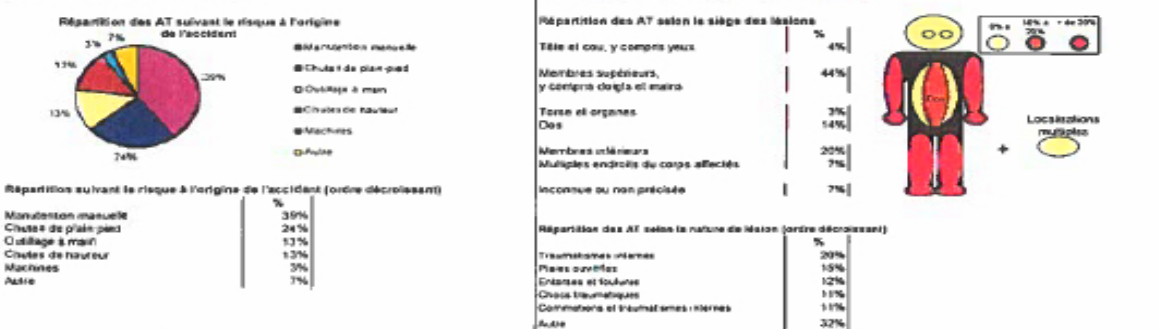 Répartition des AT suivant le risque à l'origine
de l'accident
Manutention manuelle
Chutes de plain-pied
Outillage à main
Chutes de hauteur
Machines
Autre
39%
24%
13%
13%
3%
7%
Répartition suivant le risque à l'origine de l'accident (ordre décroissant)
%
Manutention manuelle 39%
Chutes de plain-pied 24%
Outillage à main 13%
Chutes de hauteur 13%
Machines 3%
Autre 7%
Répartition des AT selon le siège des lésions
%
Tête et cou, y compris yeux 4%
Membres supérieurs,
y compris doigts et mains 44%
Torse et organes 3%
Dos 14%
Membres inférieurs 20%
Multiples endroits du corps affectés 7%
Inconnue ou non précisée 7%
Dos
+
Localisations
multiples
Répartition des AT selon la nature de lésion (ordre décroissant)
%
Traumatismes internes 20%
Plaies ouvertes 15%
Entorses et foulures 12%
Chocs traumatiques 11%
Commotions et traumatismes internes 11%
Autre 32%